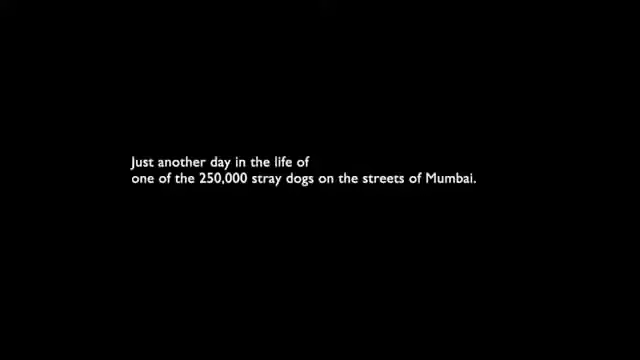 Just another day in the life of
one of the 250,000 stray dogs on the streets of Mumbai.